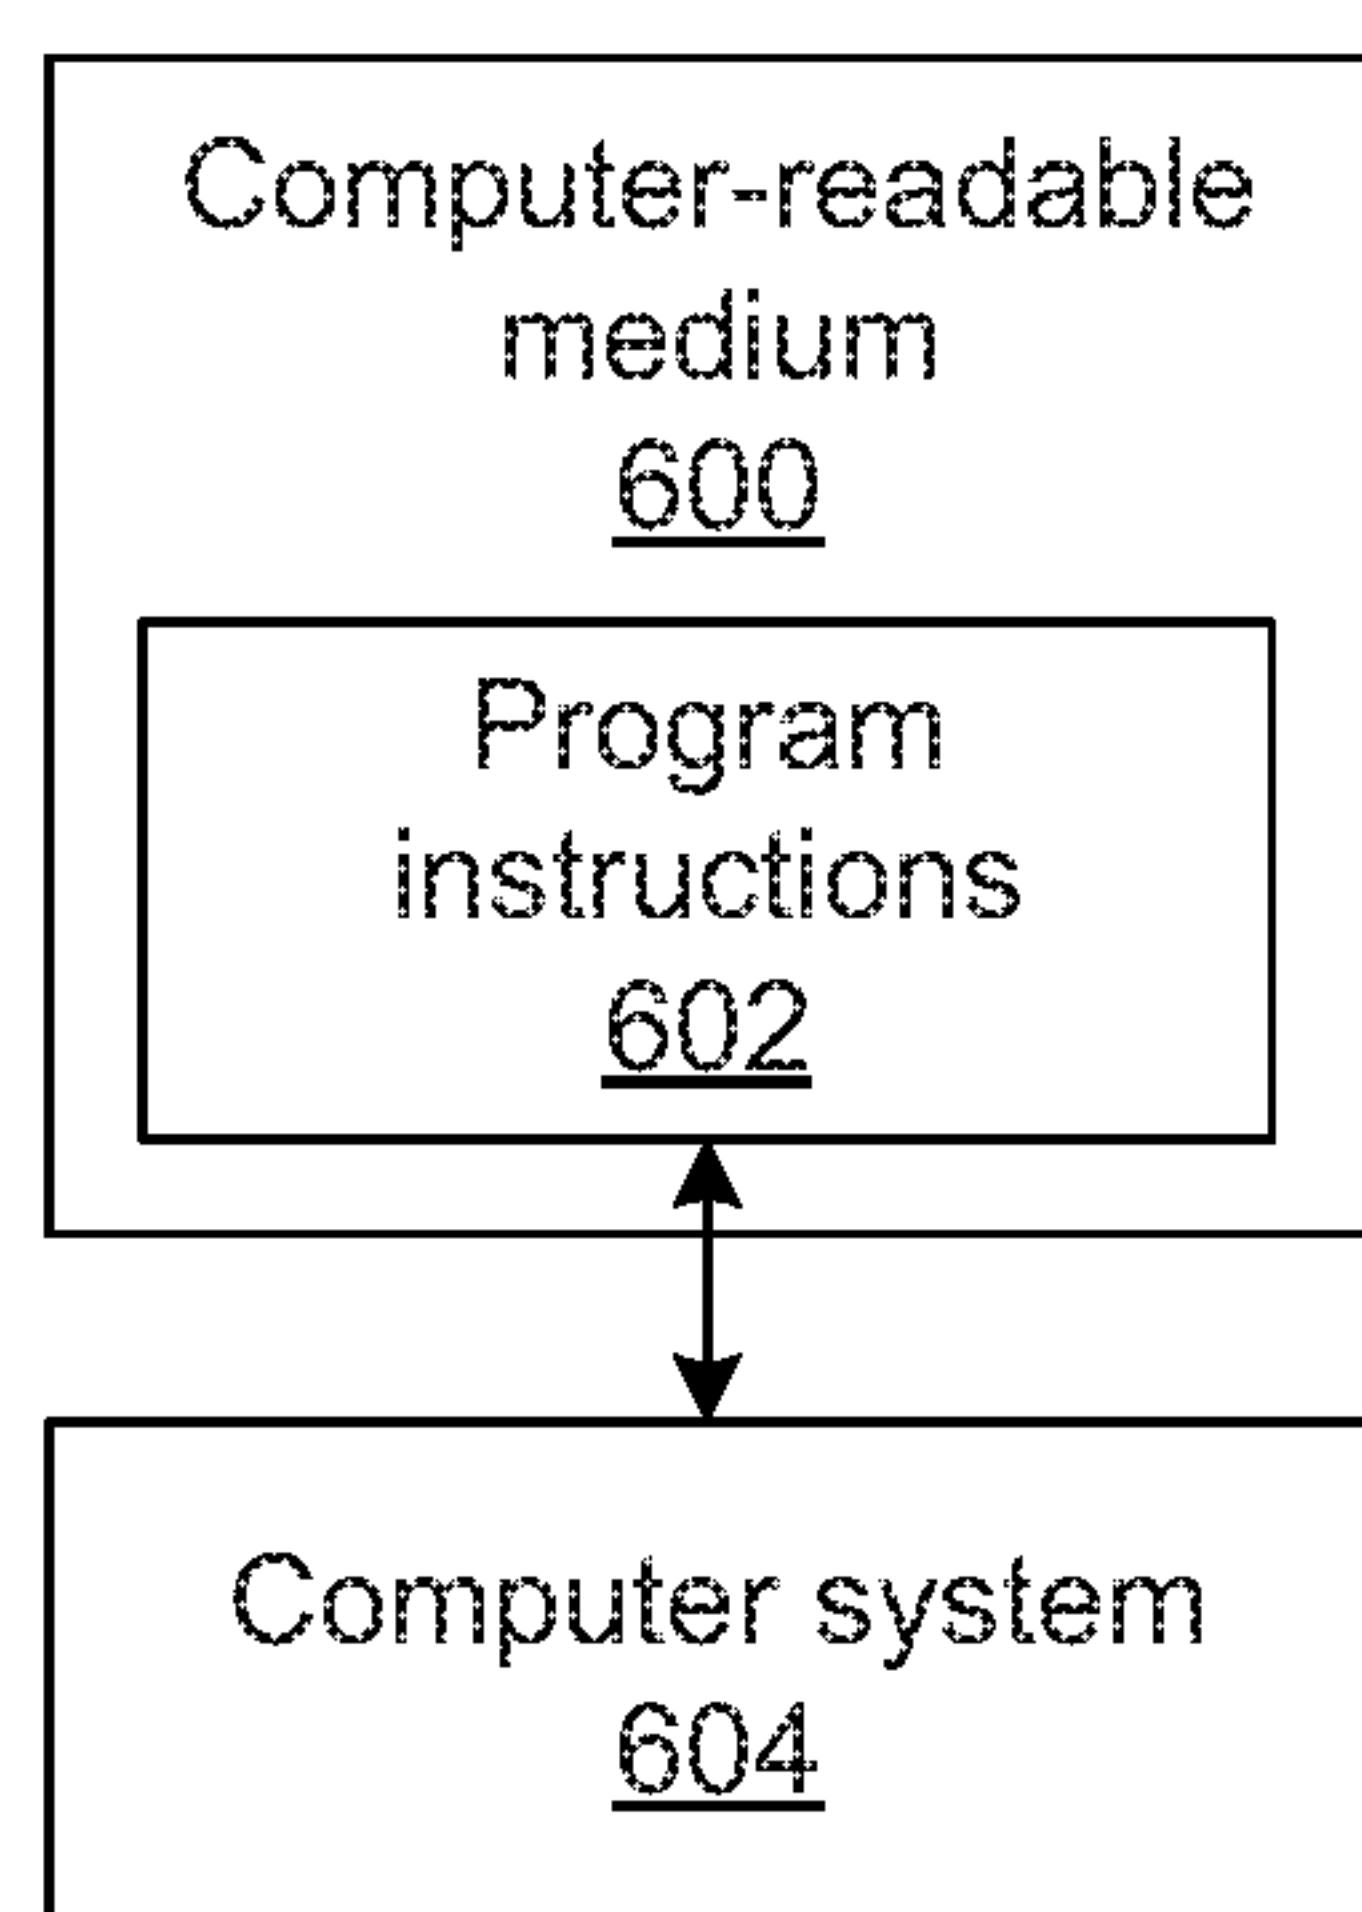 Computer-readable
medium
600
Program
instructions
602
Computer system
604